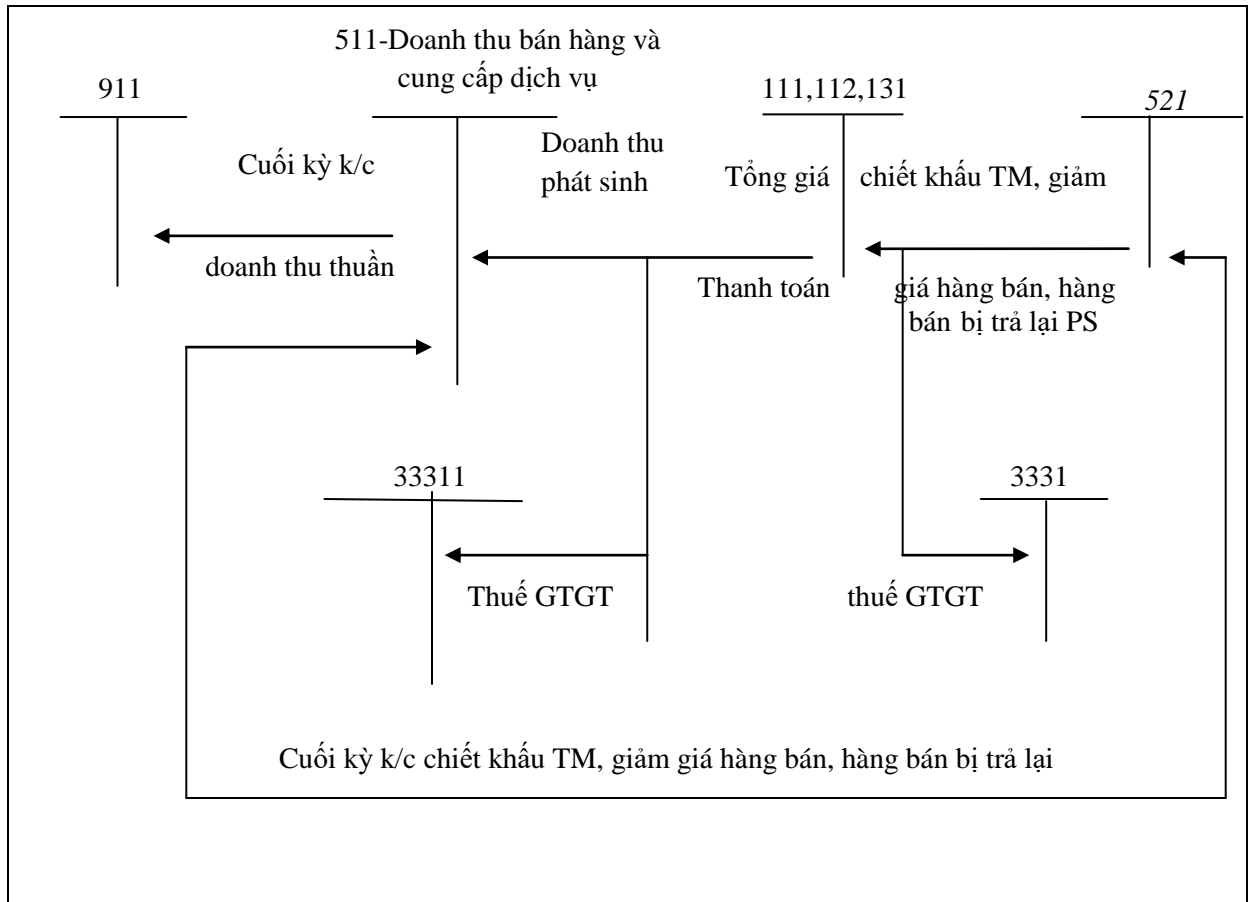 511-Doanh thu bán hàng và
cung cấp dịch vụ
911
111,112,131
521
Doanh thu
phát sinh
Cuối kỳ k/c
Tổng giá
chiết khấu TM, giảm
doanh thu thuần
Thanh toán
giá hàng bán, hàng
bán bị trả lại PS
33311
3331
Thuế GTGT
thuế GTGT
Cuối kỳ k/c chiết khấu TM, giảm giá hàng bán, hàng bán bị trả lại